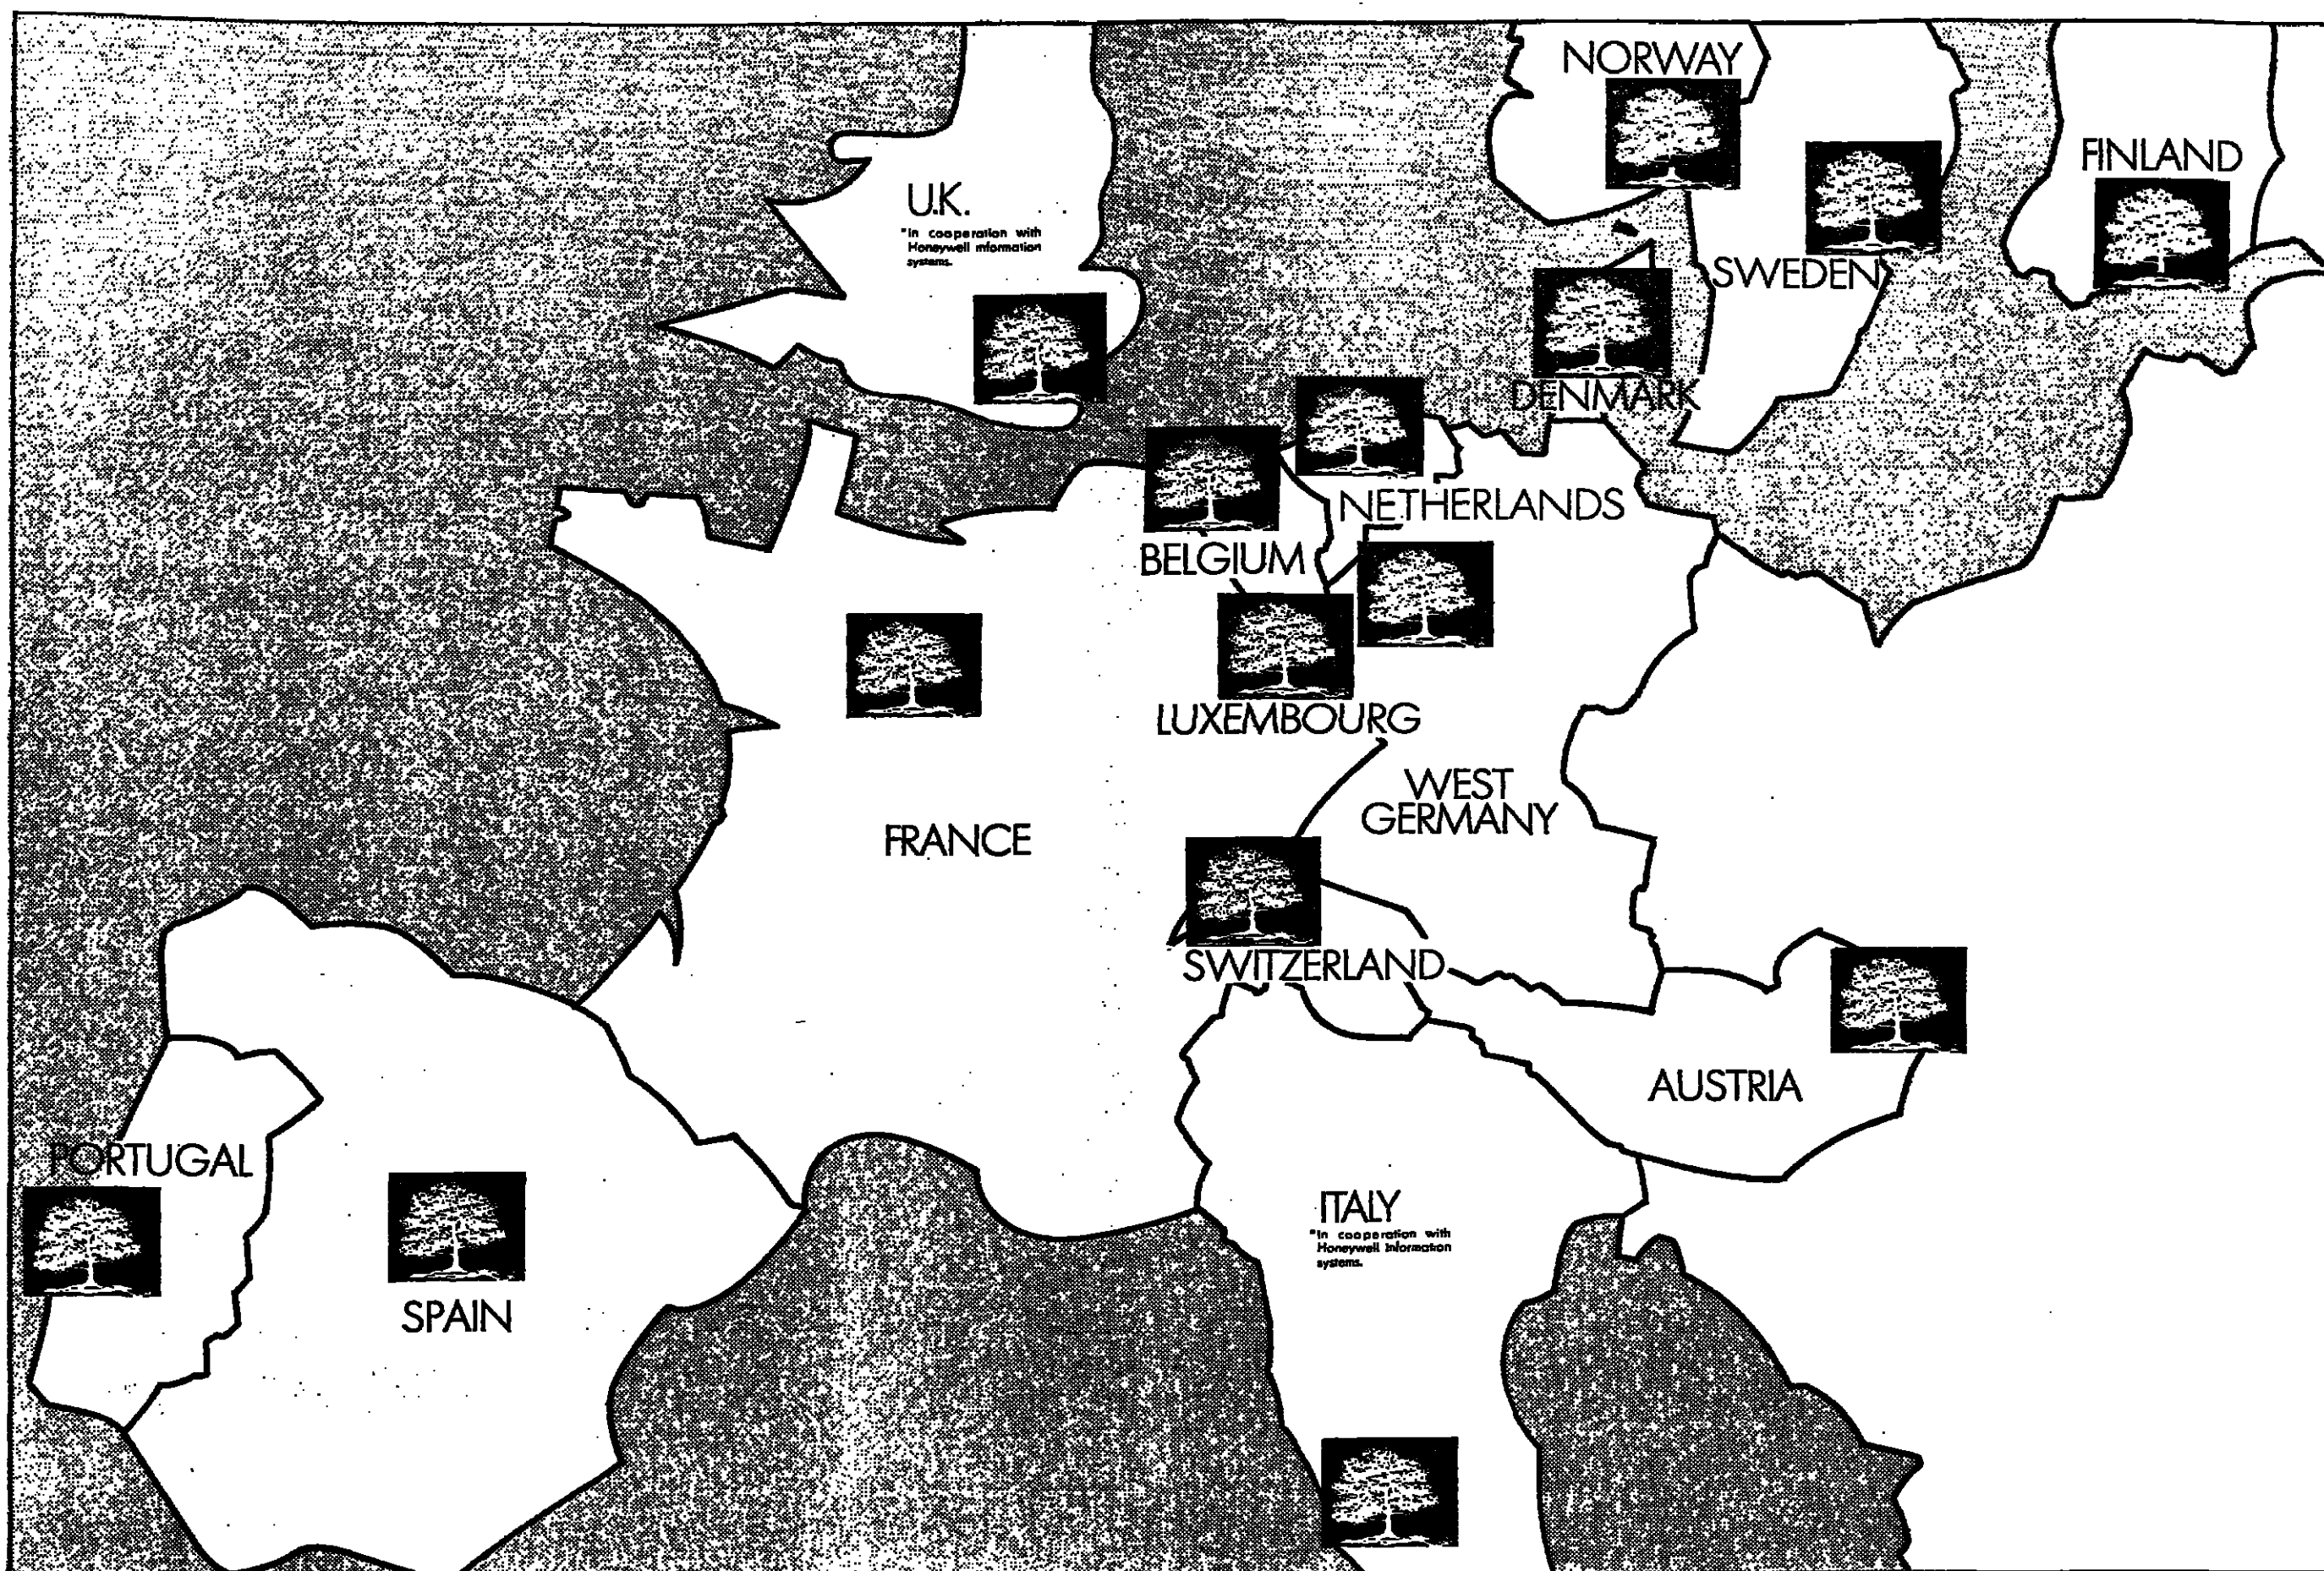 NORWAY
FINLAND
U.K.
*In cooperation with
Honeywell Information
systems.
SWEDEN
DENMARK
NETHERLANDS
BELGIUM
LUXEMBOURG
WEST
GERMANY
FRANCE
SWITZERLAND
AUSTRIA
PORTUGAL
SPAIN
ITALY
*In cooperation with
Honeywell Information
systems.